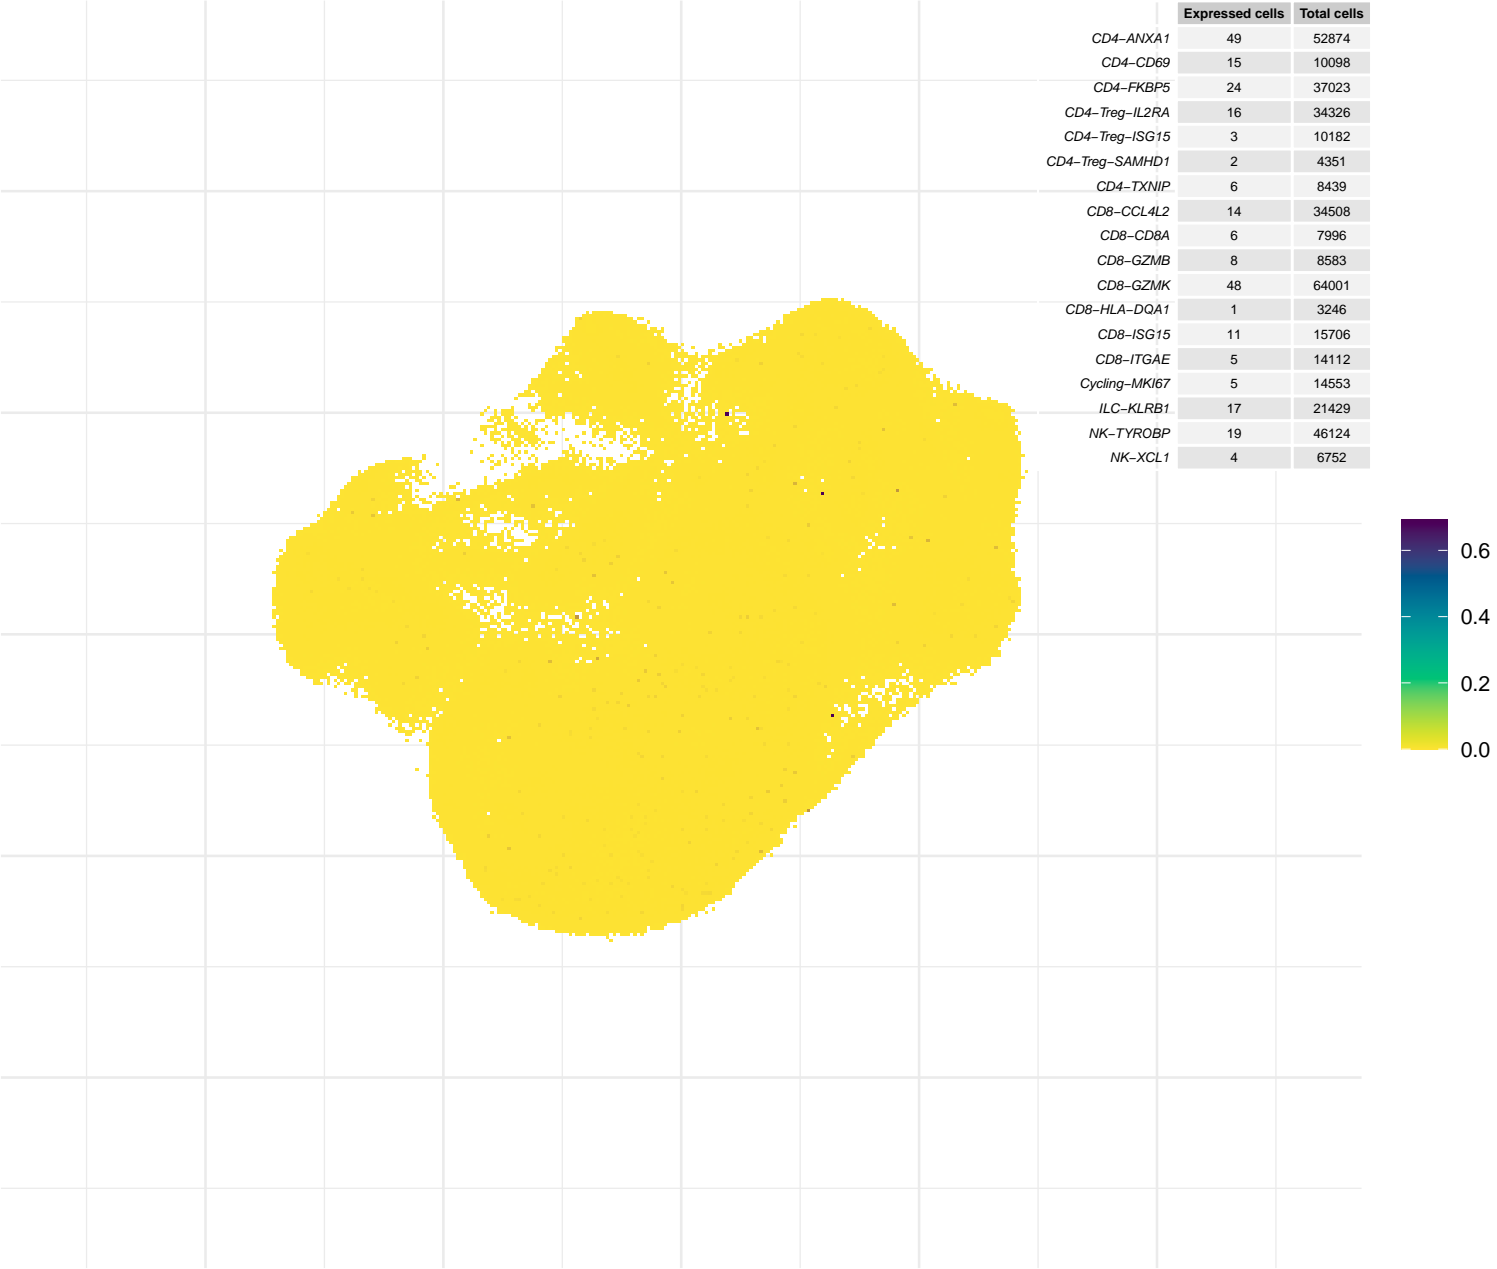 Expressed cells Total cells
CD4−ANXA1 49 52874
CD4−CD69 15 10098
CD4−FKBP5 24 37023
CD4−Treg−IL2RA 16 34326
CD4−Treg−ISG15 3 10182
CD4−Treg−SAMHD1 2 4351
CD4−TXNIP 6 8439
CD8−CCL4L2 14 34508
CD8−CD8A 6 7996
CD8−GZMB 8 8583
CD8−GZMK 48 64001
CD8−HLA−DQA1 1 3246
CD8−ISG15 11 15706
CD8−ITGAE 5 14112
Cycling−MKI67 5 14553
ILC−KLRB1 17 21429
NK−TYROBP 19 46124
NK−XCL1 4 6752
0.6
0.4
0.2
0.0